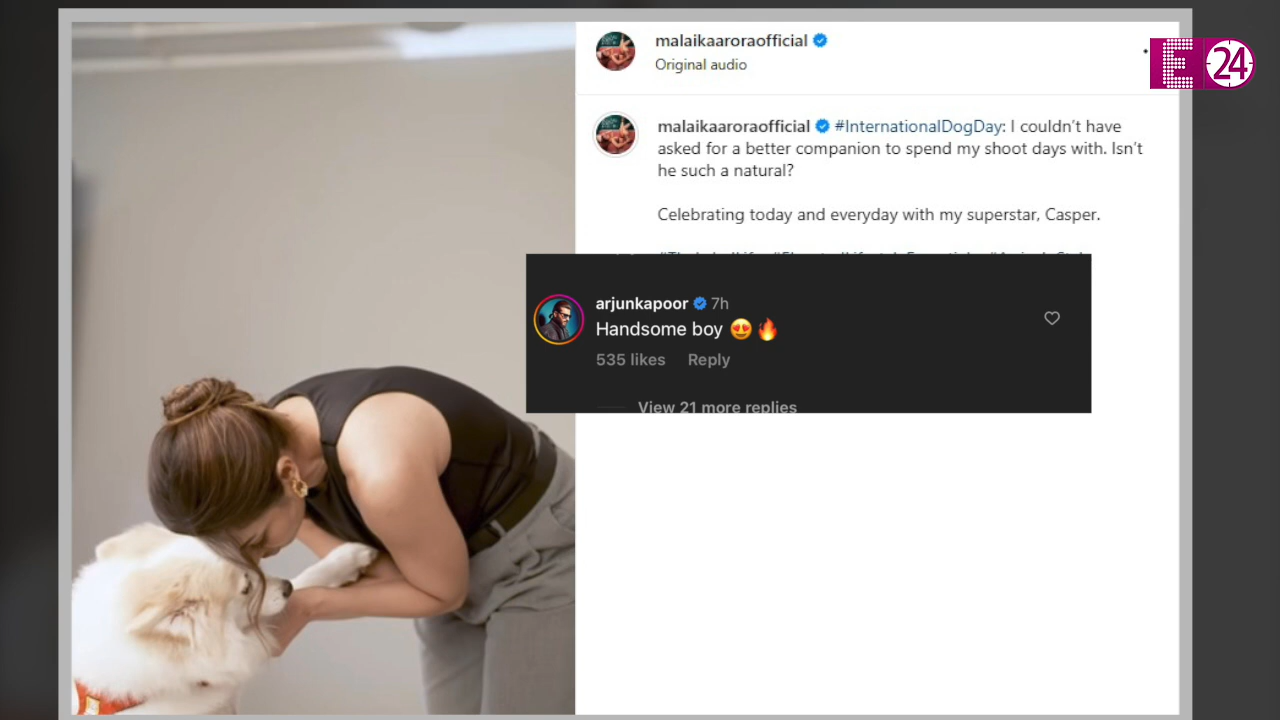 malaikaaroraofficial
Original audio
E 24
malaikaaroraofficial #InternationalDogDay: I couldn't have
asked for a better companion to spend my shoot days with. Isn't
he such a natural?
Celebrating today and everyday with my superstar, Casper.
arjunkapoor 7h
Handsome boy 😍🔥
535 likes Reply
View 21 more replies